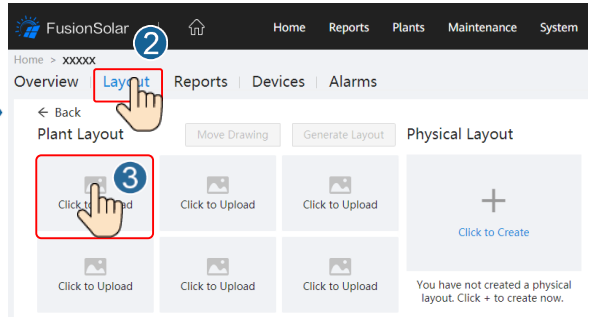 FusionSolar
Home Reports Plants Maintenance System
2
Home > xxxxx
Overview Layout Reports Devices Alarms
← Back
Plant Layout Move Drawing Generate Layout Physical Layout
3
Click to Upload Click to Upload Click to Upload
+
Click to Create
Click to Upload Click to Upload Click to Upload
You have not created a physical
layout. Click + to create now.